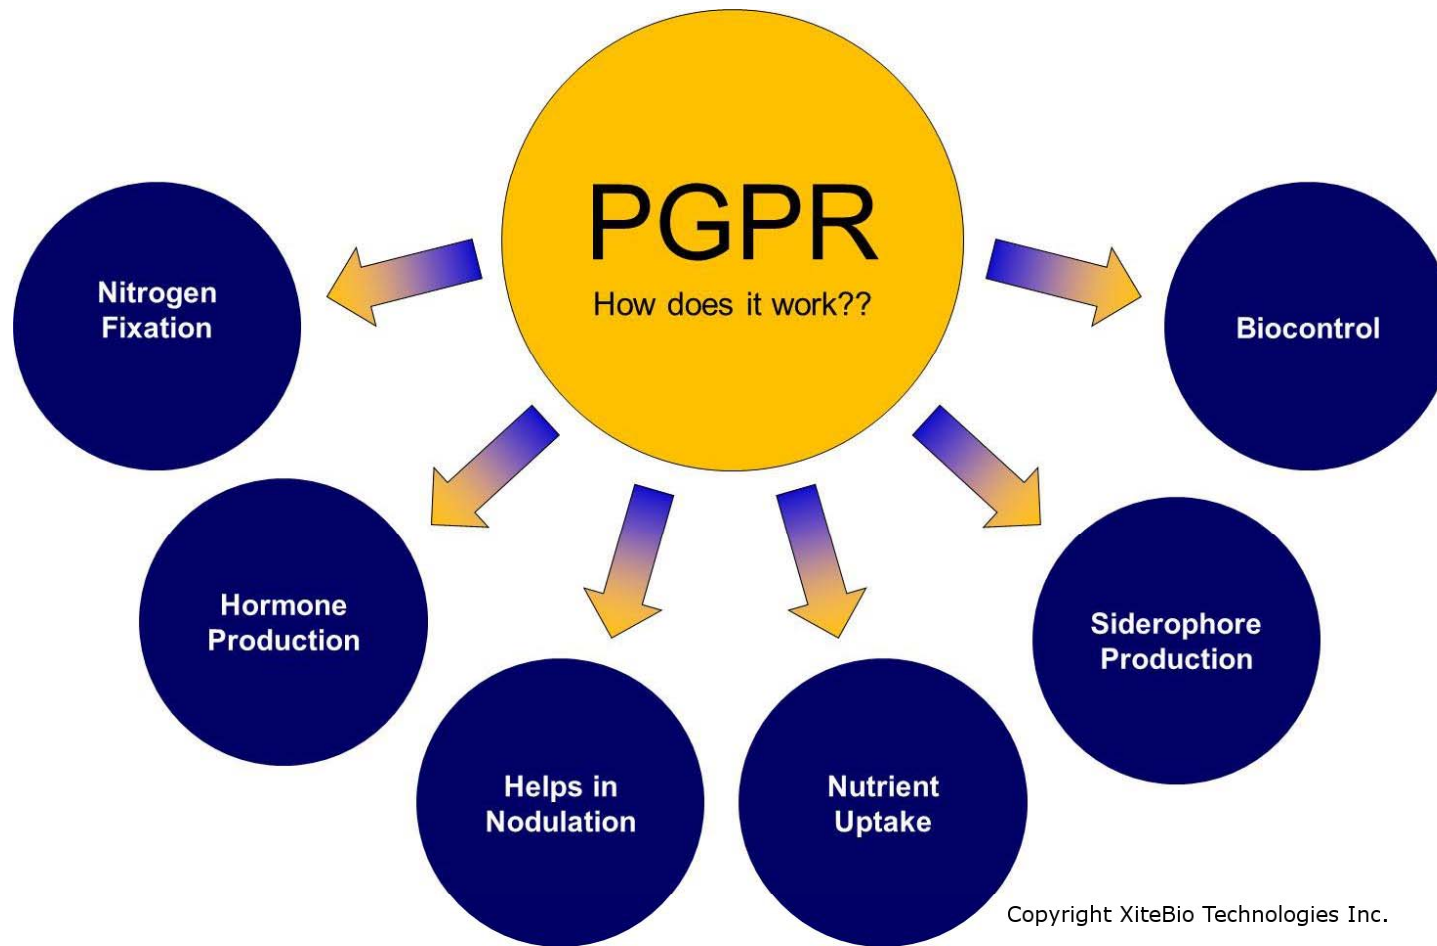 PGPR
How does it work??
Nitrogen
Fixation
Hormone
Production
Helps in
Nodulation
Nutrient
Uptake
Siderophore
Production
Biocontrol
Copyright XiteBio Technologies Inc.